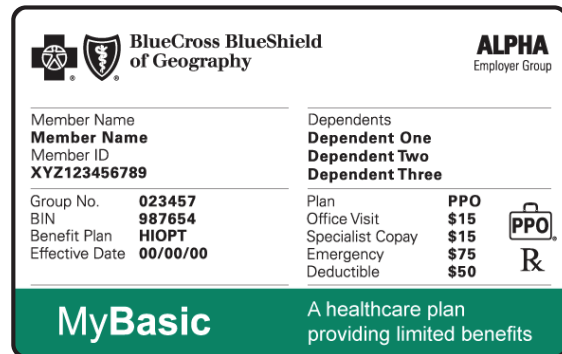 BlueCross BlueShield
of Geography
ALPHA
Employer Group
Member Name
Member Name
Member ID
XYZ123456789
Dependents
Dependent One
Dependent Two
Dependent Three
Group No. 023457
BIN 987654
Benefit Plan HIOPT
Effective Date 00/00/00
Plan PPO
Office Visit $15
Specialist Copay $15
Emergency $75
Deductible $50
PPO
Rx
MyBasic
A healthcare plan
providing limited benefits